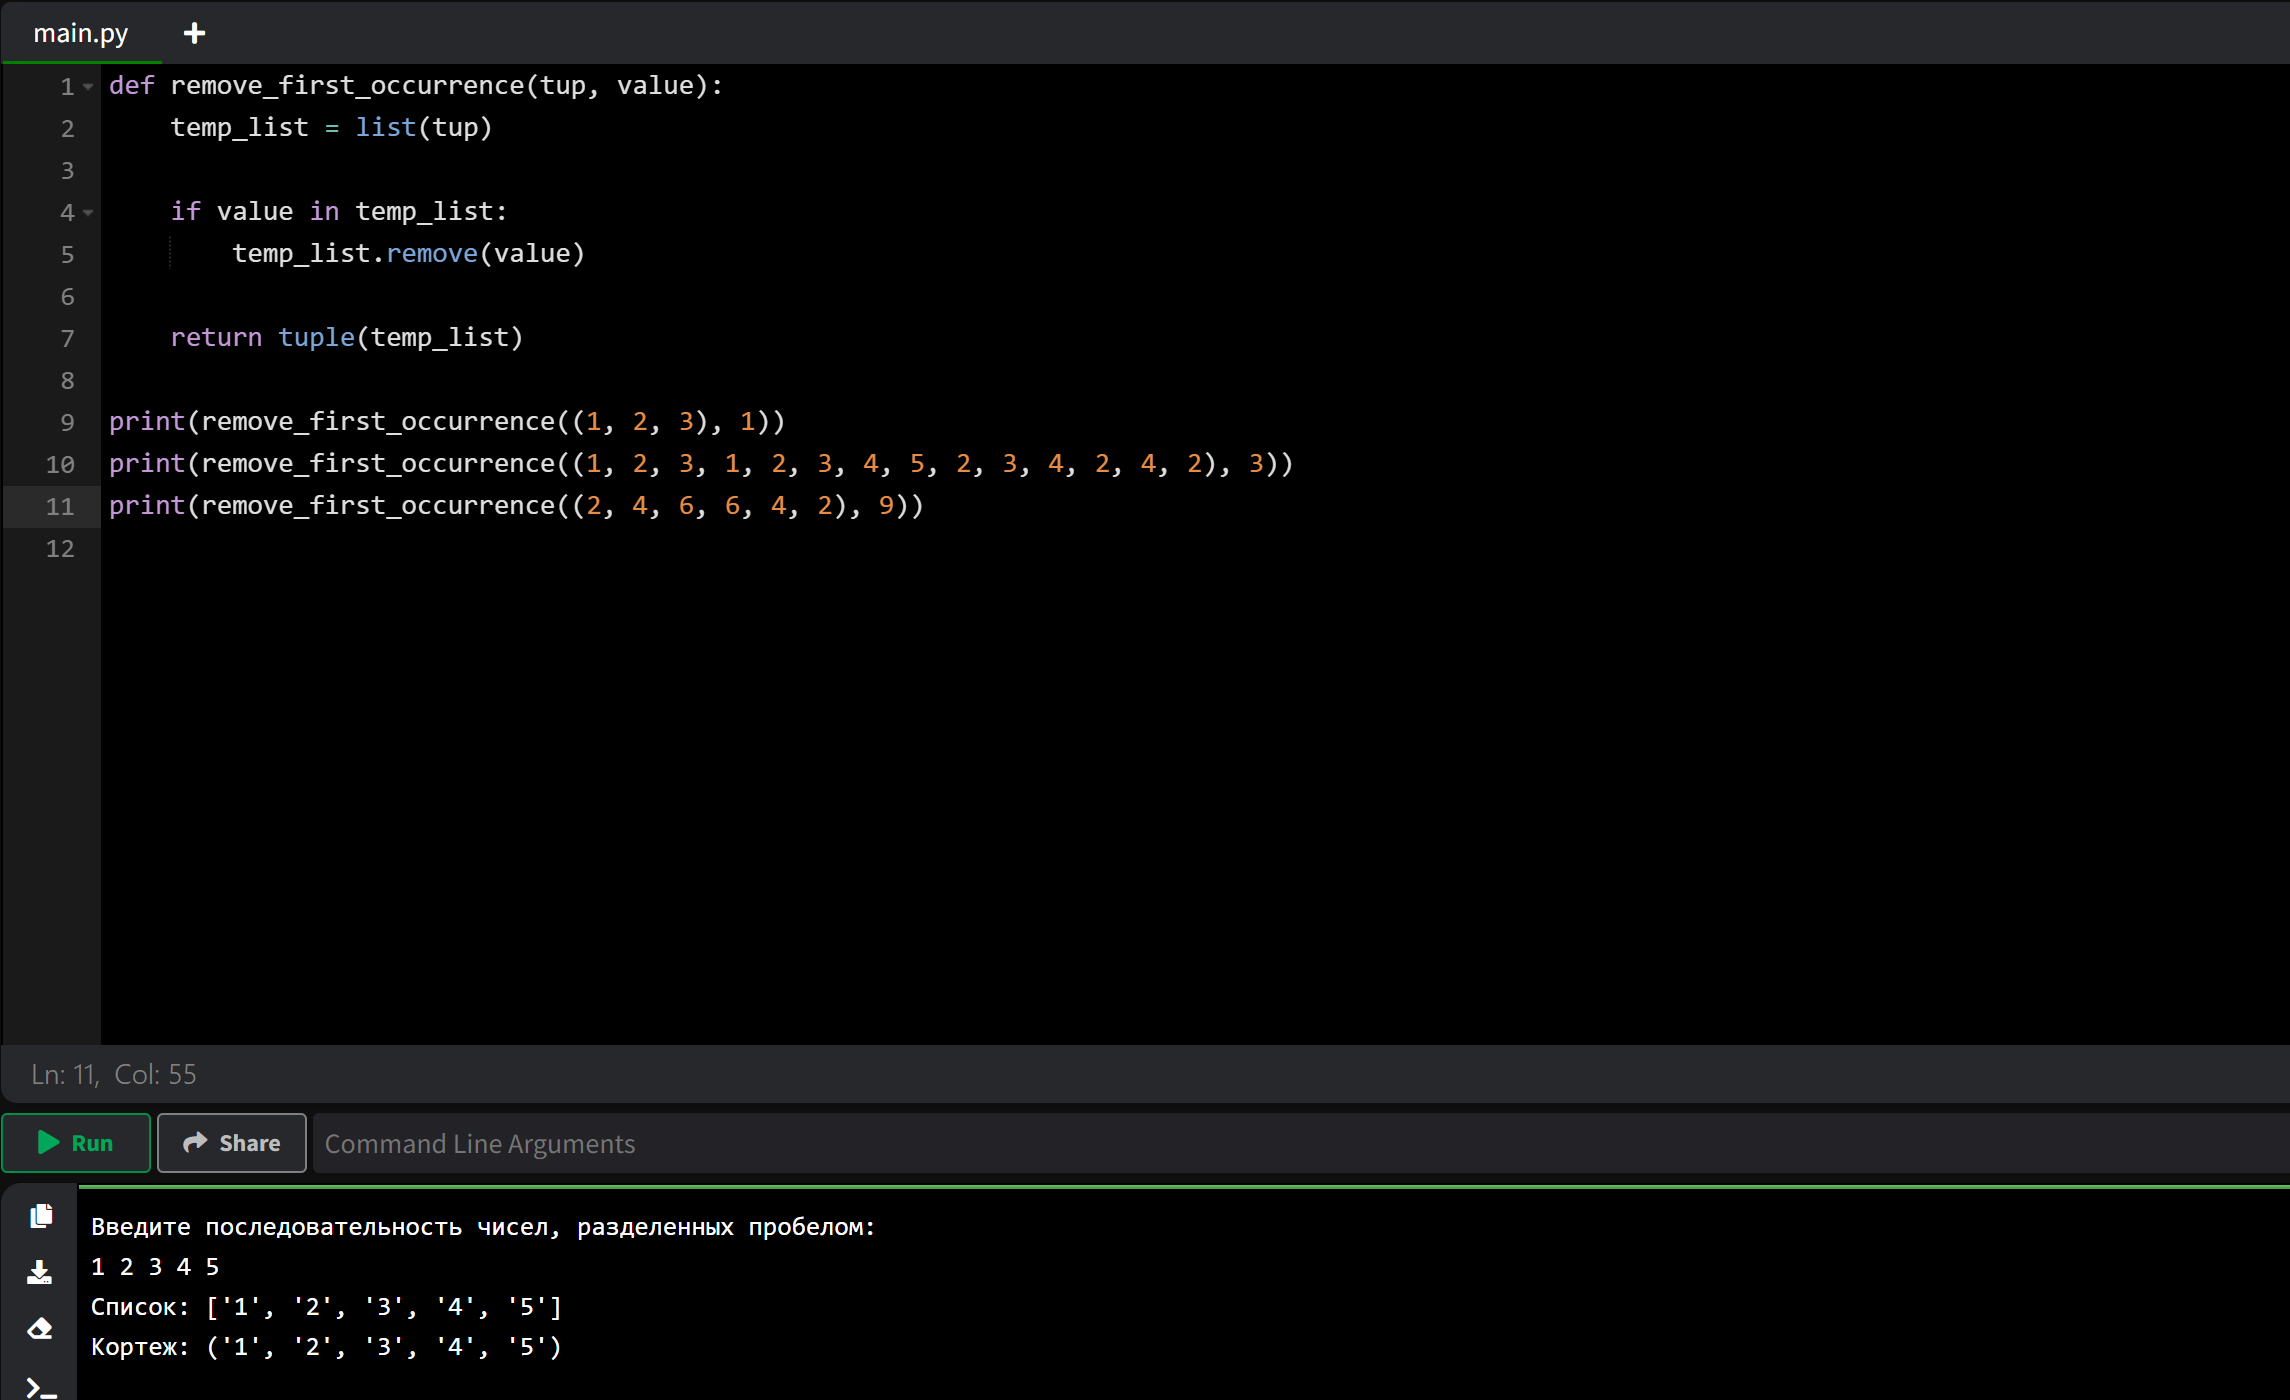 main.py
1 def remove_first_occurrence(tup, value):
2     temp_list = list(tup)
3
4     if value in temp_list:
5         temp_list.remove(value)
6
7     return tuple(temp_list)
8
9 print(remove_first_occurrence((1, 2, 3), 1))
10 print(remove_first_occurrence((1, 2, 3, 1, 2, 3, 4, 5, 2, 3, 4, 2, 4, 2), 3))
11 print(remove_first_occurrence((2, 4, 6, 6, 4, 2), 9))
12
Ln: 11, Col: 55
Run Share Command Line Arguments
Введите последовательность чисел, разделенных пробелом:
1 2 3 4 5
Список: ['1', '2', '3', '4', '5']
Кортеж: ('1', '2', '3', '4', '5')